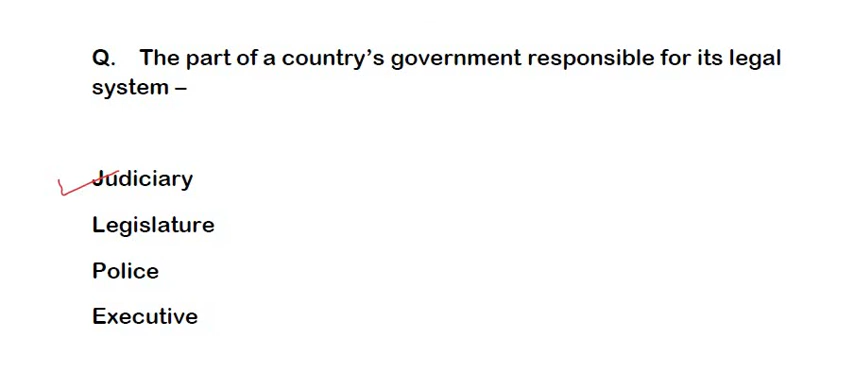 Q. The part of a country’s government responsible for its legal
system –
Judiciary
Legislature
Police
Executive